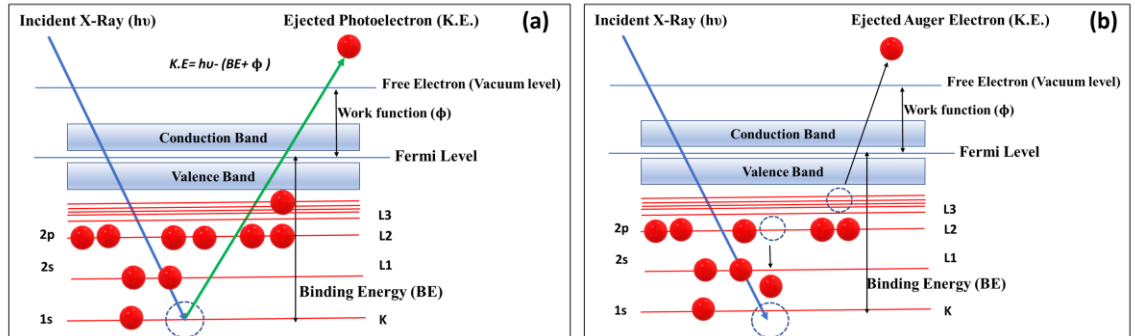 Incident X-Ray (hυ)
Ejected Photoelectron (K.E.)
(a)
K.E= hυ- (BE+ ϕ )
Free Electron (Vacuum level)
Work function (ϕ)
Conduction Band
Fermi Level
Valence Band
L3
2p
L2
2s
L1
Binding Energy (BE)
1s
K
Incident X-Ray (hυ)
Ejected Auger Electron (K.E.)
(b)
Free Electron (Vacuum level)
Work function (ϕ)
Conduction Band
Fermi Level
Valence Band
L3
2p
L2
2s
L1
Binding Energy (BE)
1s
K